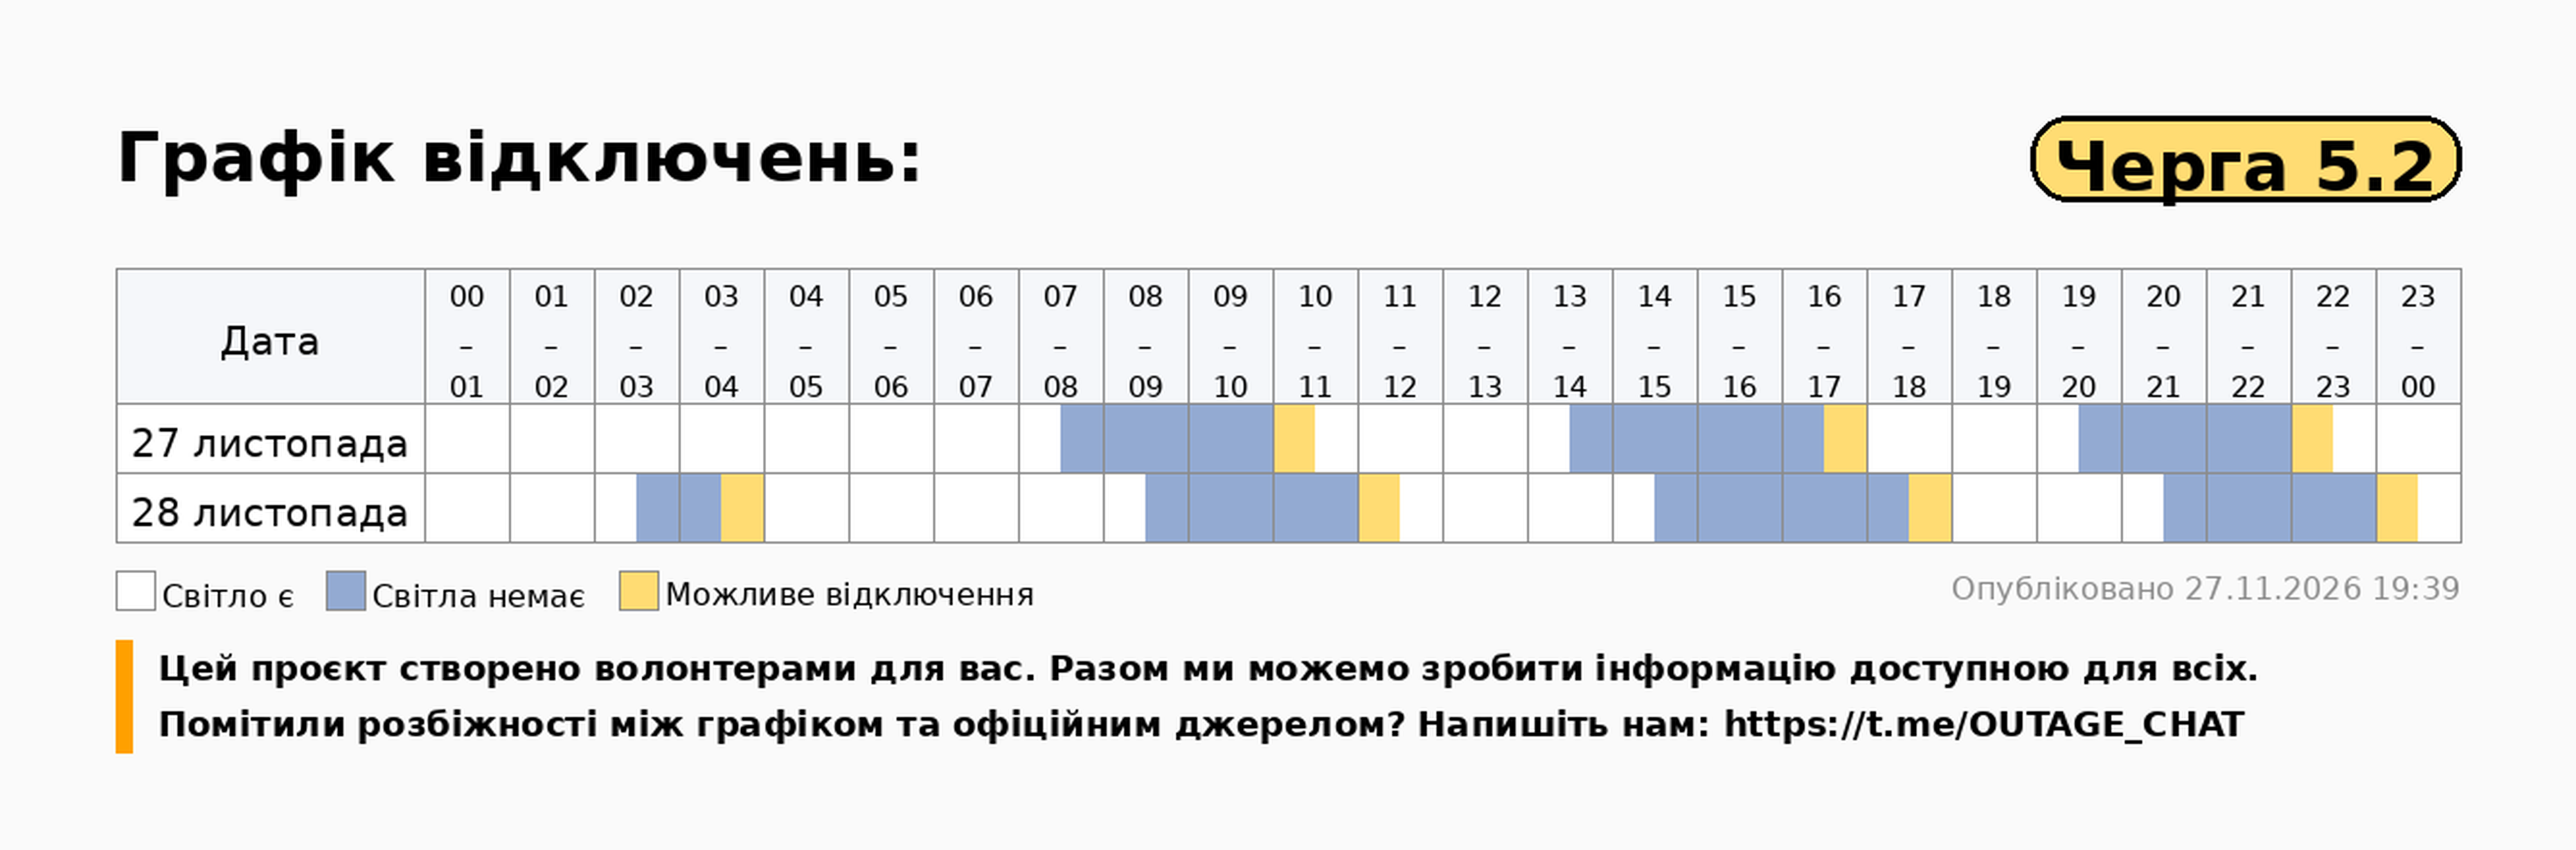 Графік відключень:
Черга 5.2
Дата
00 – 01
01 – 02
02 – 03
03 – 04
04 – 05
05 – 06
06 – 07
07 – 08
08 – 09
09 – 10
10 – 11
11 – 12
12 – 13
13 – 14
14 – 15
15 – 16
16 – 17
17 – 18
18 – 19
19 – 20
20 – 21
21 – 22
22 – 23
23 – 00
27 листопада
28 листопада
Світло є
Світла немає
Можливе відключення
Опубліковано 27.11.2026 19:39
Цей проєкт створено волонтерами для вас. Разом ми можемо зробити інформацію доступною для всіх.
Помітили розбіжності між графіком та офіційним джерелом? Напишіть нам: https://t.me/OUTAGE_CHAT